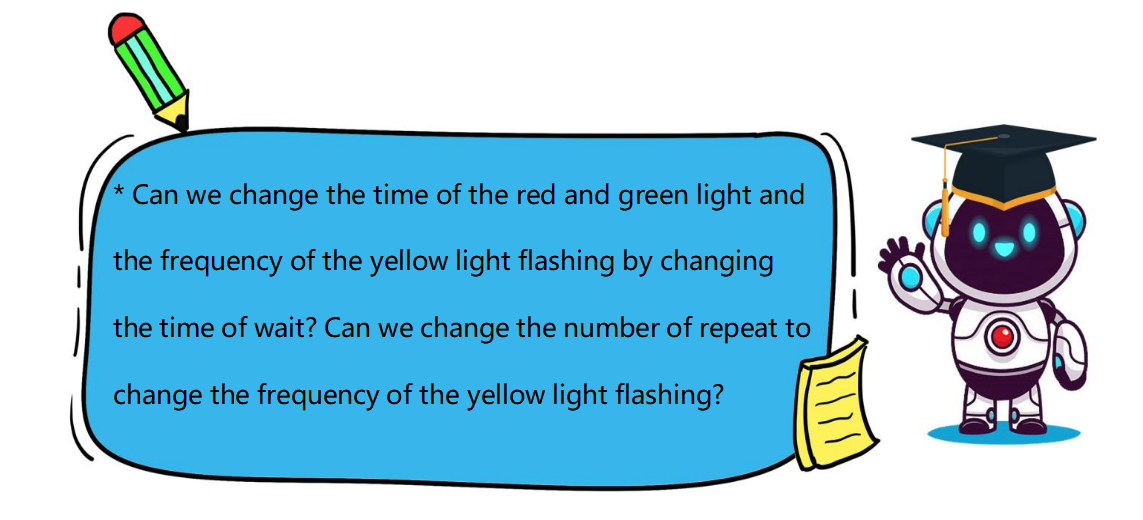 * Can we change the time of the red and green light and
the frequency of the yellow light flashing by changing
the time of wait? Can we change the number of repeat to
change the frequency of the yellow light flashing?